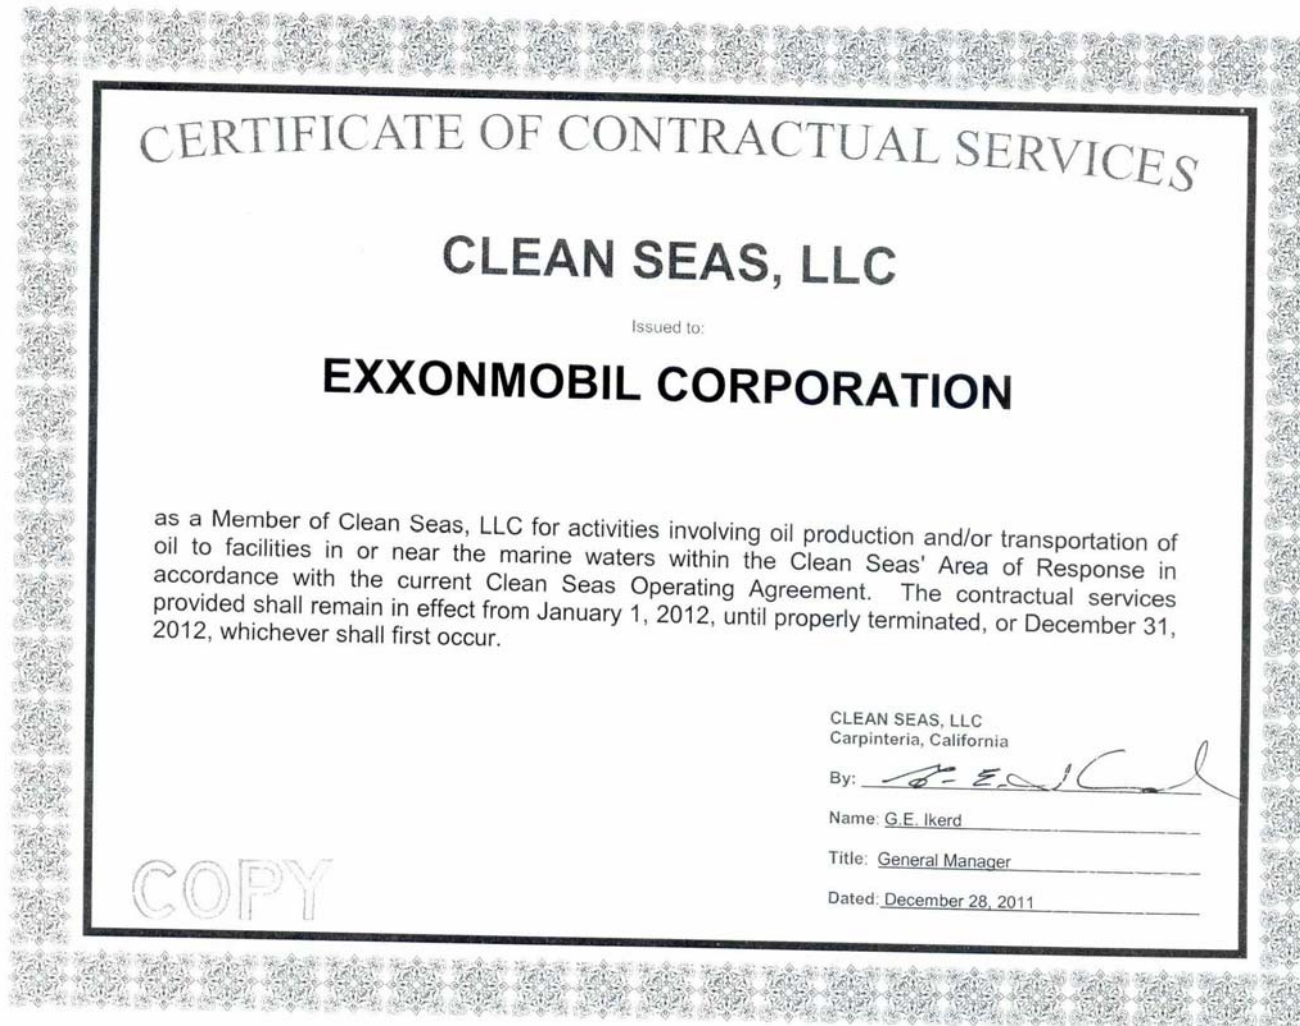 CERTIFICATE OF CONTRACTUAL SERVICES
CLEAN SEAS, LLC
Issued to:
EXXONMOBIL CORPORATION
as a Member of Clean Seas, LLC for activities involving oil production and/or transportation of
oil to facilities in or near the marine waters within the Clean Seas' Area of Response in
accordance with the current Clean Seas Operating Agreement. The contractual services
provided shall remain in effect from January 1, 2012, until properly terminated, or December 31,
2012, whichever shall first occur.
CLEAN SEAS, LLC
Carpinteria, California
By:
Name: G.E. Ikerd
Title: General Manager
Dated: December 28, 2011
COPY